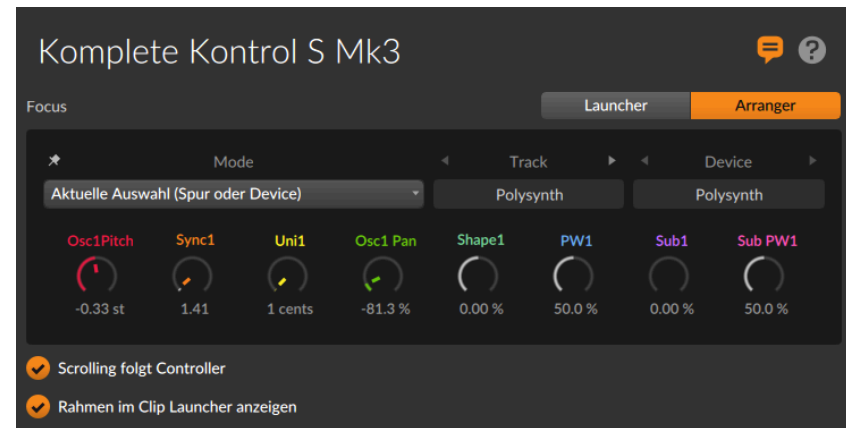 Komplete Kontrol S Mk3
?
Focus
Launcher
Arranger
Mode
Track
Device
Aktuelle Auswahl (Spur oder Device)
Polysynth
Polysynth
Osc1Pitch Sync1 Uni1 Osc1 Pan Shape1 PW1 Sub1 Sub PW1
-0.33 st 1.41 1 cents -81.3 % 0.00 % 50.0 % 0.00 % 50.0 %
Scrolling folgt Controller
Rahmen im Clip Launcher anzeigen